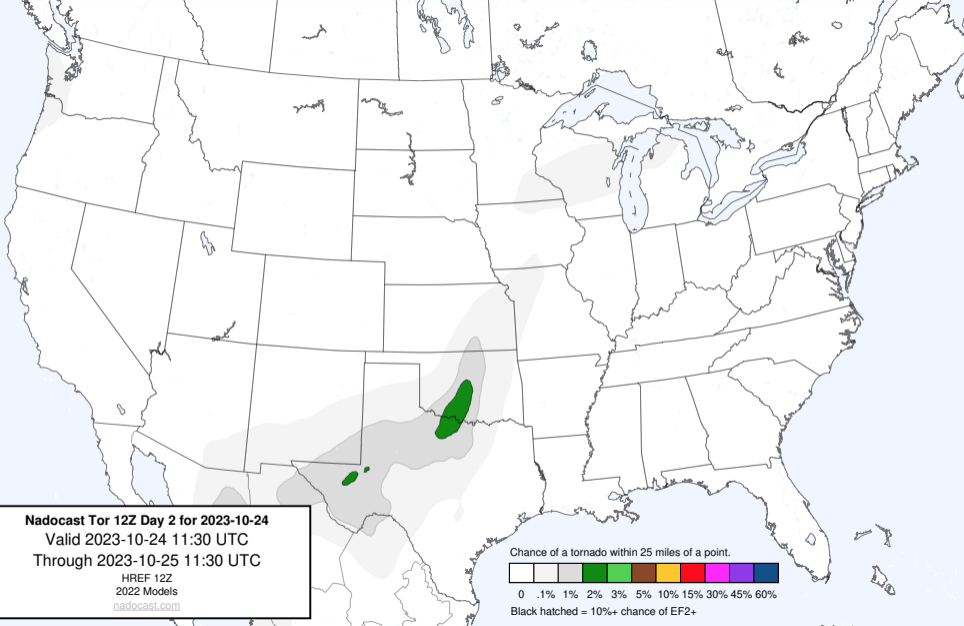 Nadocast Tor 12Z Day 2 for 2023-10-24
Valid 2023-10-24 11:30 UTC
Through 2023-10-25 11:30 UTC
HREF 12Z
2022 Models
nadocast.com
Chance of a tornado within 25 miles of a point.
0 .1% 1% 2% 3% 5% 10% 15% 30% 45% 60%
Black hatched = 10%+ chance of EF2+